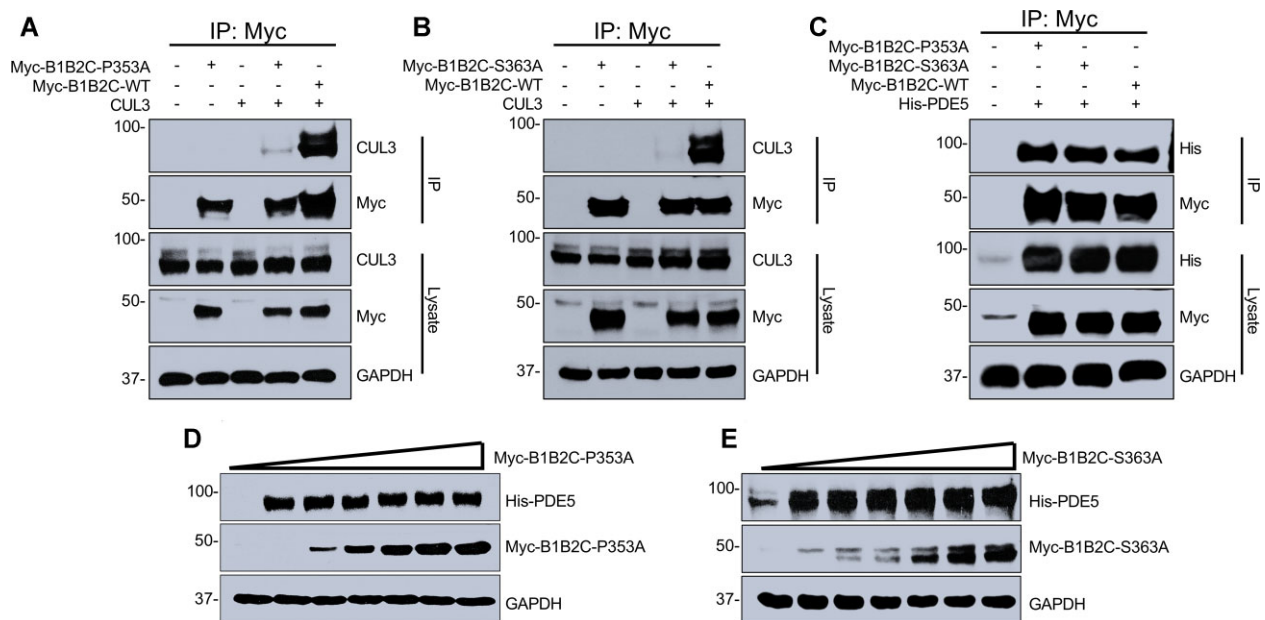 A
IP: Myc
Myc-B1B2C-P353A - + - + -
Myc-B1B2C-WT - - - - +
CUL3 - - + + +
100-
CUL3
50-
Myc
IP
100-
CUL3
50-
Myc
Lysate
37-
GAPDH
B
IP: Myc
Myc-B1B2C-S363A - + - + -
Myc-B1B2C-WT - - - - +
CUL3 - - + + +
100-
CUL3
50-
Myc
IP
100-
CUL3
50-
Myc
Lysate
37-
GAPDH
C
IP: Myc
Myc-B1B2C-P353A - + - -
Myc-B1B2C-S363A - - + -
Myc-B1B2C-WT - - - +
His-PDE5 - + + +
100-
His
50-
Myc
IP
100-
His
50-
Myc
Lysate
37-
GAPDH
D
Myc-B1B2C-P353A
100-
His-PDE5
50-
Myc-B1B2C-P353A
37-
GAPDH
E
Myc-B1B2C-S363A
100-
His-PDE5
50-
Myc-B1B2C-S363A
37-
GAPDH